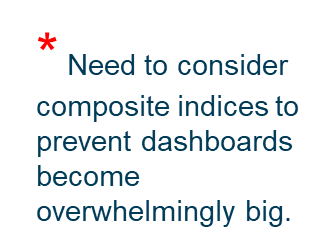 * Need to consider
composite indices to
prevent dashboards
become
overwhelmingly big.